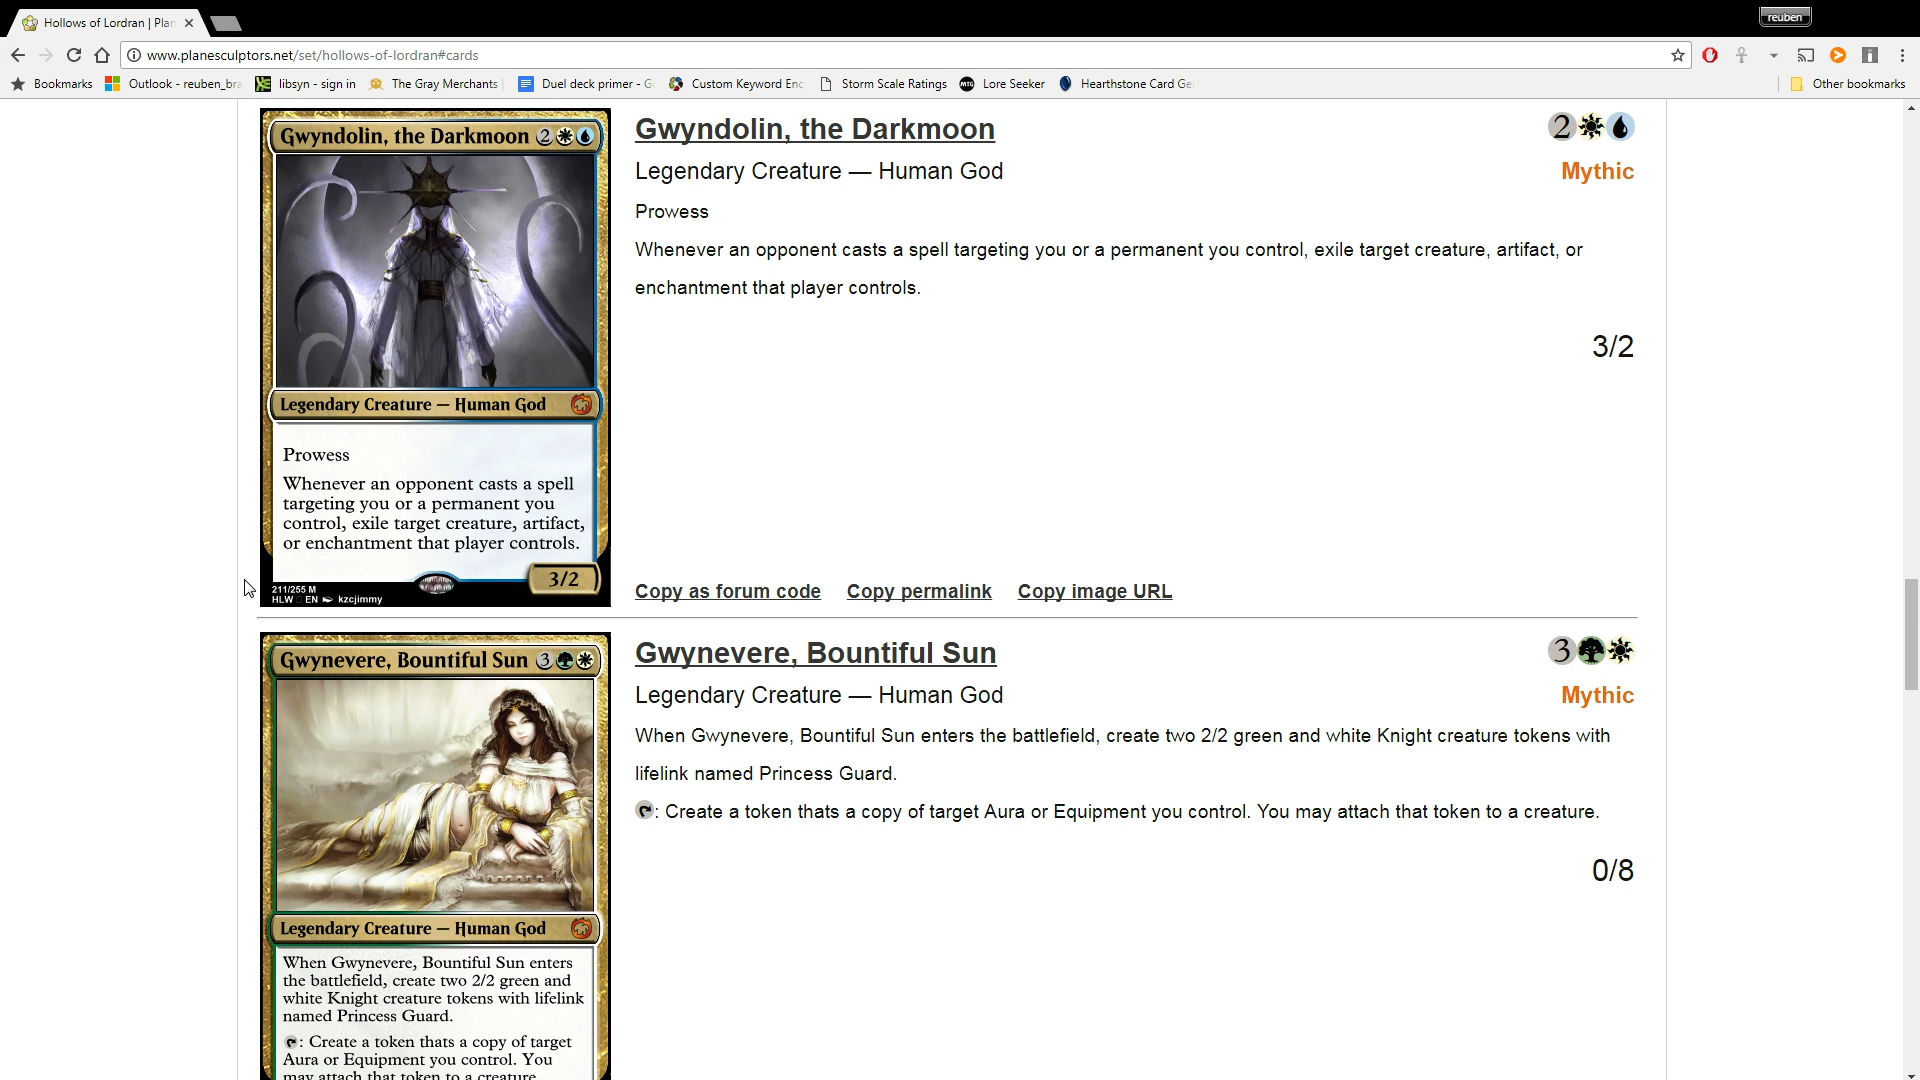 Hollows of Lordran | Plan
reuben
www.planesculptors.net/set/hollows-of-lordran#cards
Bookmarks
Outlook - reuben_bra
libsyn - sign in
The Gray Merchants
Duel deck primer - G
Custom Keyword Enc
Storm Scale Ratings
Lore Seeker
Hearthstone Card Ge
Other bookmarks
Gwyndolin, the Darkmoon 2
Legendary Creature — Human God
Prowess
Whenever an opponent casts a spell
targeting you or a permanent you
control, exile target creature, artifact,
or enchantment that player controls.
3/2
211/255 M
HLW EN kzcjimmy
Gwyndolin, the Darkmoon
2
Legendary Creature — Human God
Mythic
Prowess
Whenever an opponent casts a spell targeting you or a permanent you control, exile target creature, artifact, or
enchantment that player controls.
3/2
Copy as forum code Copy permalink Copy image URL
Gwynevere, Bountiful Sun 3
Legendary Creature — Human God
When Gwynevere, Bountiful Sun enters
the battlefield, create two 2/2 green and
white Knight creature tokens with lifelink
named Princess Guard.
: Create a token thats a copy of target
Aura or Equipment you control. You
may attach that token to a creature.
Gwynevere, Bountiful Sun
3
Legendary Creature — Human God
Mythic
When Gwynevere, Bountiful Sun enters the battlefield, create two 2/2 green and white Knight creature tokens with
lifelink named Princess Guard.
: Create a token thats a copy of target Aura or Equipment you control. You may attach that token to a creature.
0/8